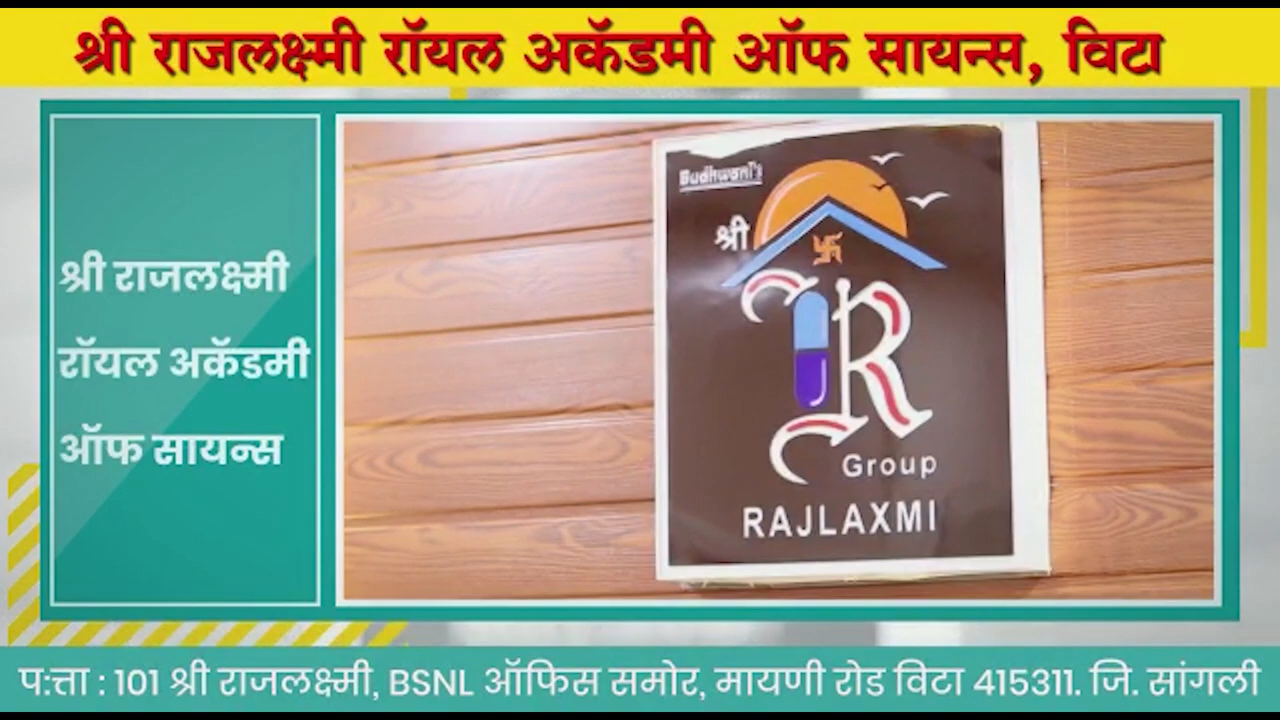 श्री राजलक्ष्मी रॉयल अकॅडमी ऑफ सायन्स, विटा
श्री राजलक्ष्मी
रॉयल अकॅडमी
ऑफ सायन्स
Budhwani's
श्री
R
Group
RAJLAXMI
प:त्ता : 101 श्री राजलक्ष्मी, BSNL ऑफिस समोर, मायणी रोड विटा 415311. जि. सांगली